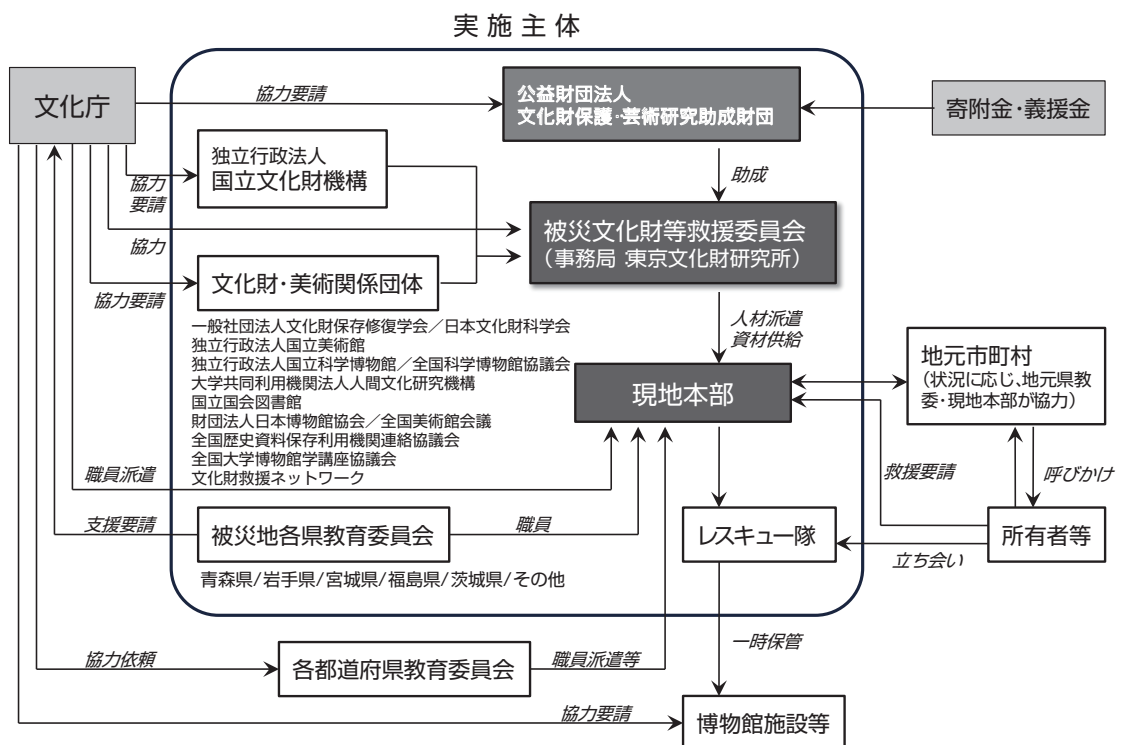 実施主体
文化庁
協力要請
公益財団法人
文化財保護・芸術研究助成財団
寄附金・義援金
独立行政法人
国立文化財機構
協力
要請
助成
協力
被災文化財等救援委員会
(事務局:東京文化財研究所)
文化財・美術関係団体
協力要請
一般社団法人文化財保存修復学会/日本文化財科学会
独立行政法人国立美術館
独立行政法人国立科学博物館/全国科学博物館協議会
大学共同利用機関法人人間文化研究機構
国立国会図書館
財団法人日本博物館協会/全国美術館会議
全国歴史資料保存利用機関連絡協議会
全国大学博物館学講座協議会
文化財救援ネットワーク
人材派遣
資材供給
現地本部
地元市町村
(状況に応じ、地元県教
委・現地本部が協力)
職員派遣
救援要請
呼びかけ
支援要請
被災地各県教育委員会
職員
レスキュー隊
所有者等
立ち会い
青森県/岩手県/宮城県/福島県/茨城県/その他
一時保管
協力依頼
各都道府県教育委員会
職員派遣等
協力要請
博物館施設等